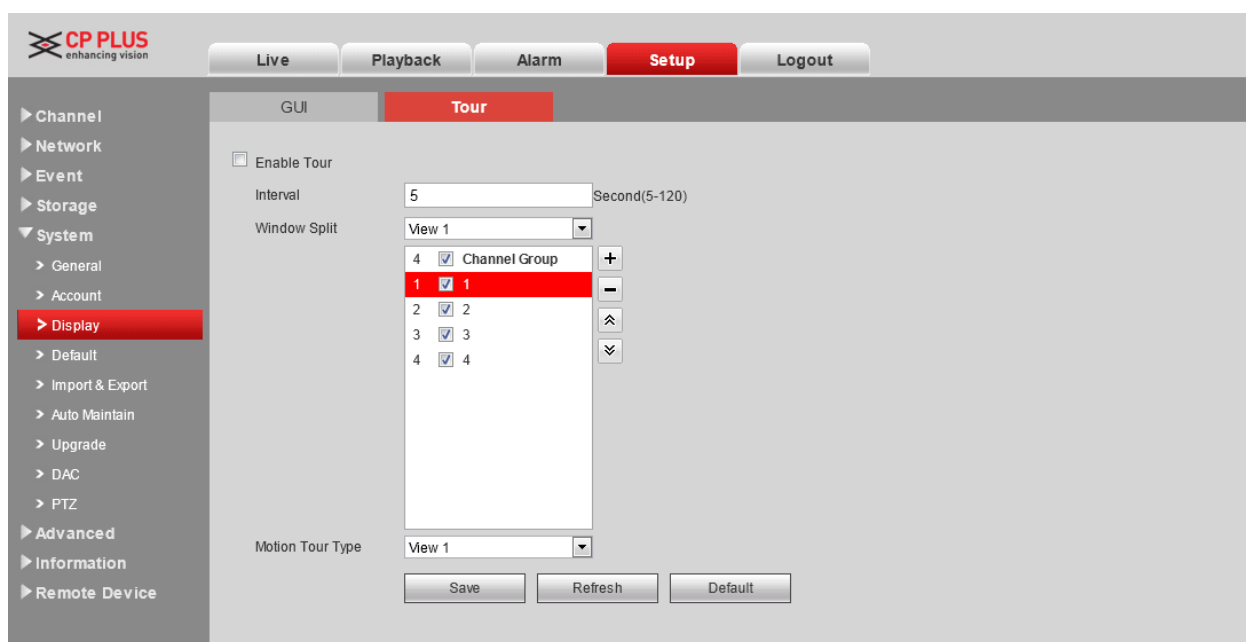 CP PLUS
enhancing vision
Live
Playback
Alarm
Setup
Logout
GUI
Tour
Channel
Network
Event
Storage
System
General
Account
Display
Default
Import & Export
Auto Maintain
Upgrade
DAC
PTZ
Advanced
Information
Remote Device
Enable Tour
Interval 5 Second(5-120)
Window Split View 1
4 Channel Group
1 1
2 2
3 3
4 4
Motion Tour Type View 1
Save Refresh Default